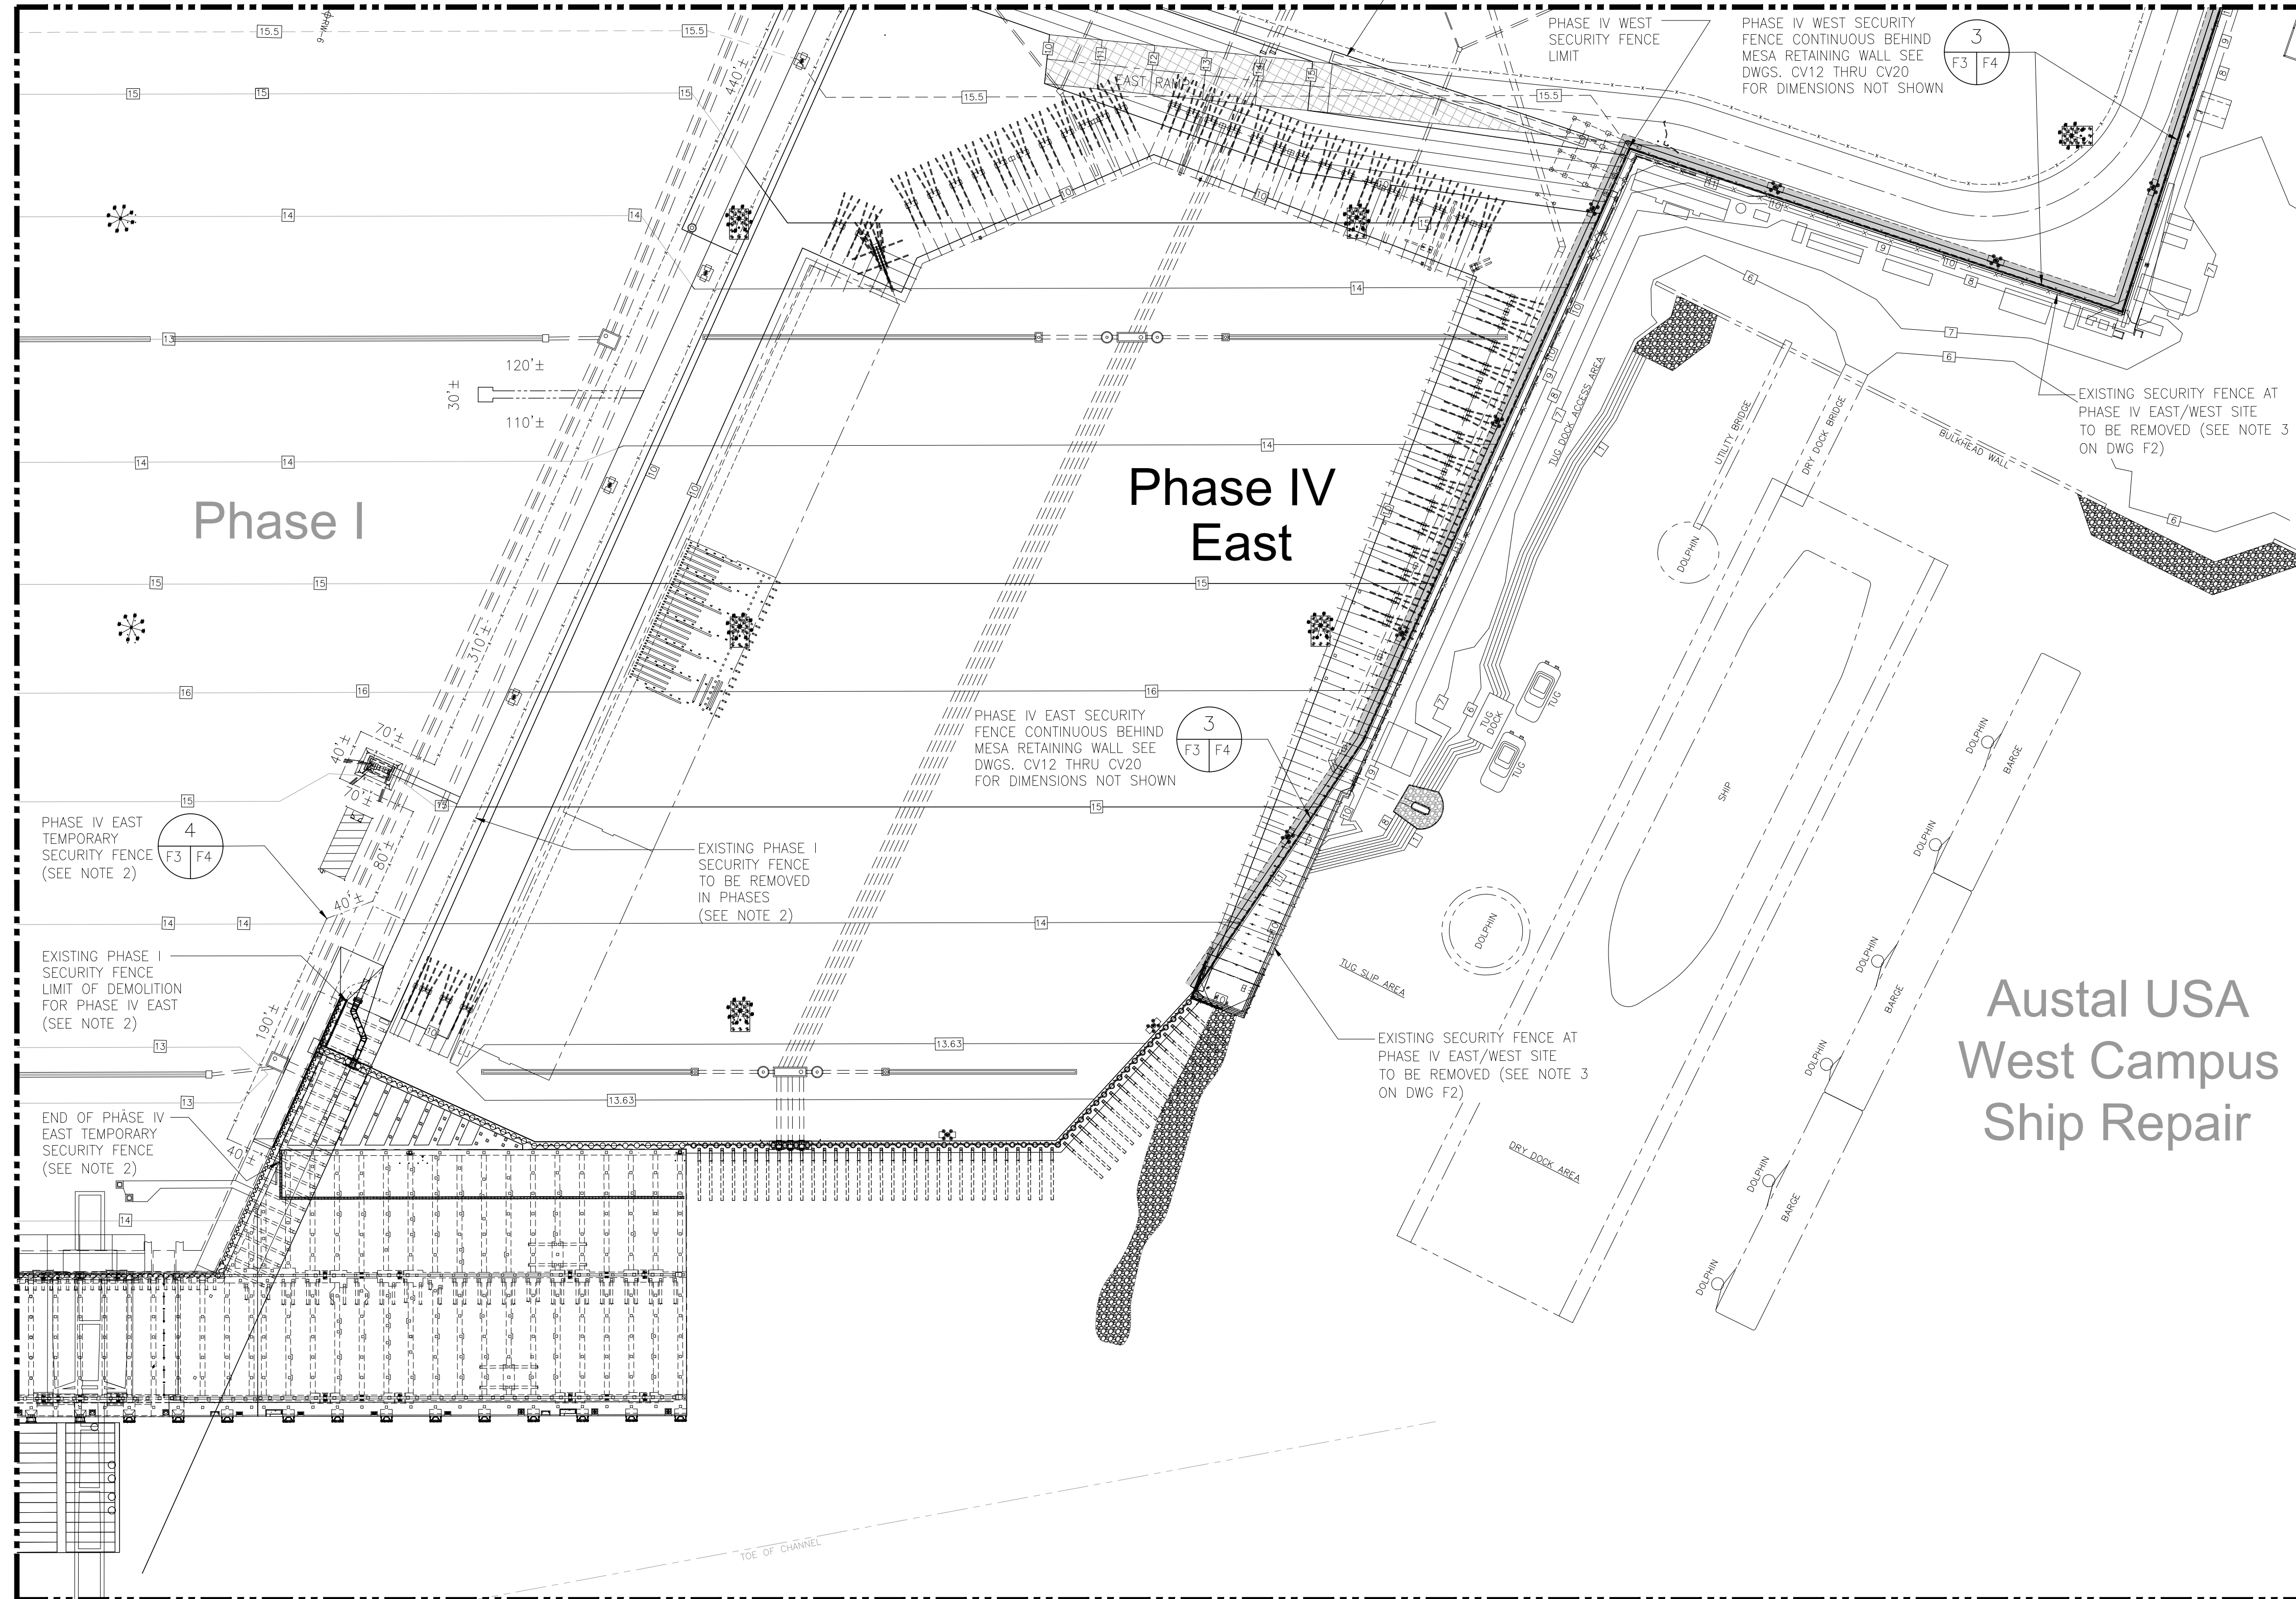 PHASE IV WEST
SECURITY FENCE
LIMIT
PHASE IV WEST SECURITY
FENCE CONTINUOUS BEHIND
MESA RETAINING WALL SEE
DWGS. CV12 THRU CV20
FOR DIMENSIONS NOT SHOWN
3
F3 F4
15.5
15.5
440'±
EAST RAMP
10
11
12
13
14
15
15.5
15.5
15
15
15
14
14
14
15
14
13
120'±
30'±
110'±
14
14
14
Phase I
Phase IV
East
TUG DOCK ACCESS AREA
UTILITY BRIDGE
DRY DOCK BRIDGE
BULKHEAD WALL
EXISTING SECURITY FENCE AT
PHASE IV EAST/WEST SITE
TO BE REMOVED (SEE NOTE 3
ON DWG F2)
DOLPHIN
15
15
15
310'±
16
16
16
PHASE IV EAST SECURITY
FENCE CONTINUOUS BEHIND
MESA RETAINING WALL SEE
DWGS. CV12 THRU CV20
FOR DIMENSIONS NOT SHOWN
3
F3 F4
TUG
DOCK
TUG
TUG
SHIP
DOLPHIN
BARGE
70'±
40'±
70'±
15
15
15
80'±
PHASE IV EAST
TEMPORARY
SECURITY FENCE
(SEE NOTE 2)
4
F3 F4
40'±
EXISTING PHASE I
SECURITY FENCE
TO BE REMOVED
IN PHASES
(SEE NOTE 2)
14
14
14
DOLPHIN
DOLPHIN
TUG SLIP AREA
DOLPHIN
BARGE
EXISTING PHASE I
SECURITY FENCE
LIMIT OF DEMOLITION
FOR PHASE IV EAST
(SEE NOTE 2)
190'±
13
13
13.63
13.63
EXISTING SECURITY FENCE AT
PHASE IV EAST/WEST SITE
TO BE REMOVED (SEE NOTE 3
ON DWG F2)
Austal USA
West Campus
Ship Repair
END OF PHASE IV
EAST TEMPORARY
SECURITY FENCE
(SEE NOTE 2)
40'±
14
DRY DOCK AREA
DOLPHIN
DOLPHIN
BARGE
DOLPHIN
TOE OF CHANNEL